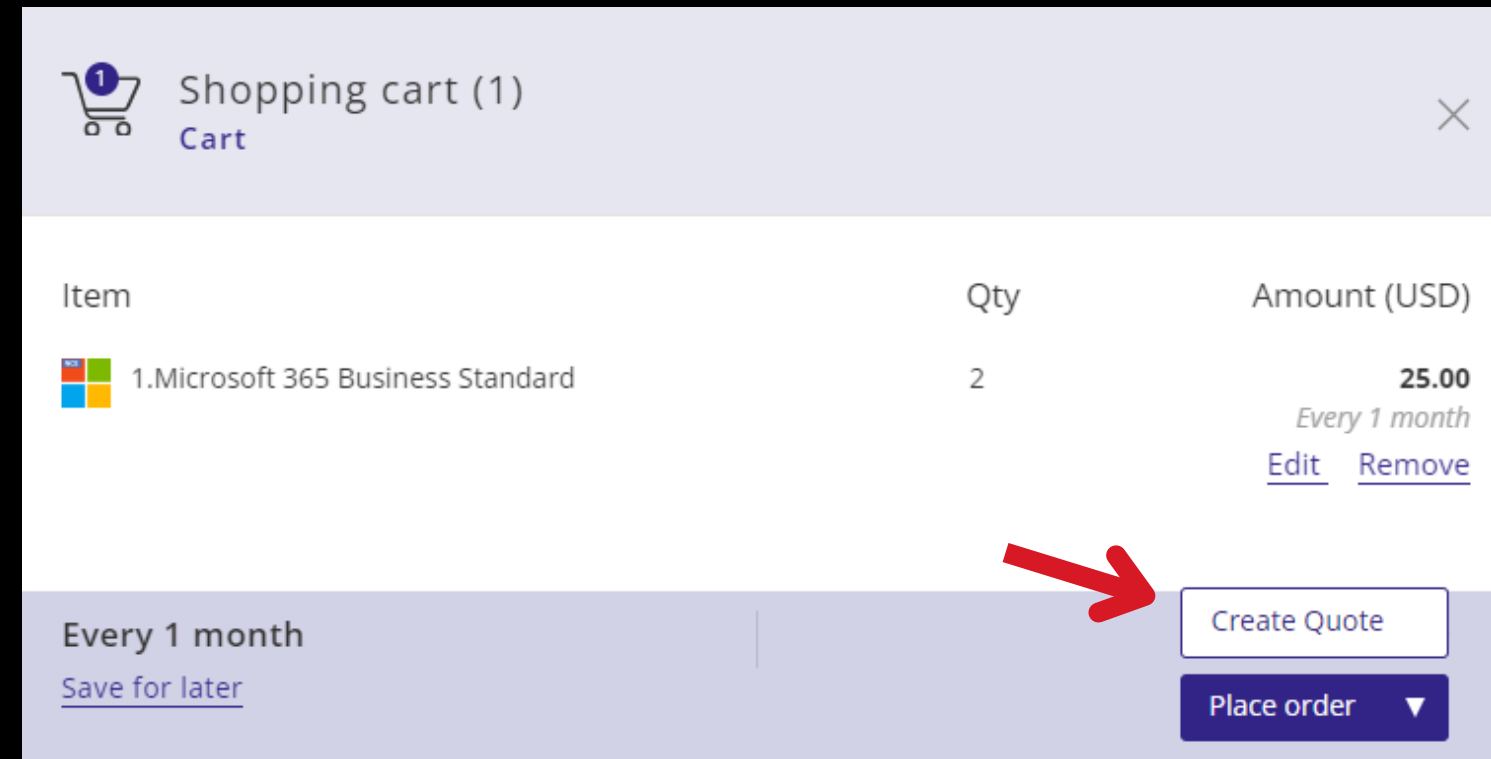 1
Shopping cart (1)
Cart
Item Qty Amount (USD)
1.Microsoft 365 Business Standard 2 25.00
Every 1 month
Edit Remove
Every 1 month
Create Quote
Save for later
Place order ▼